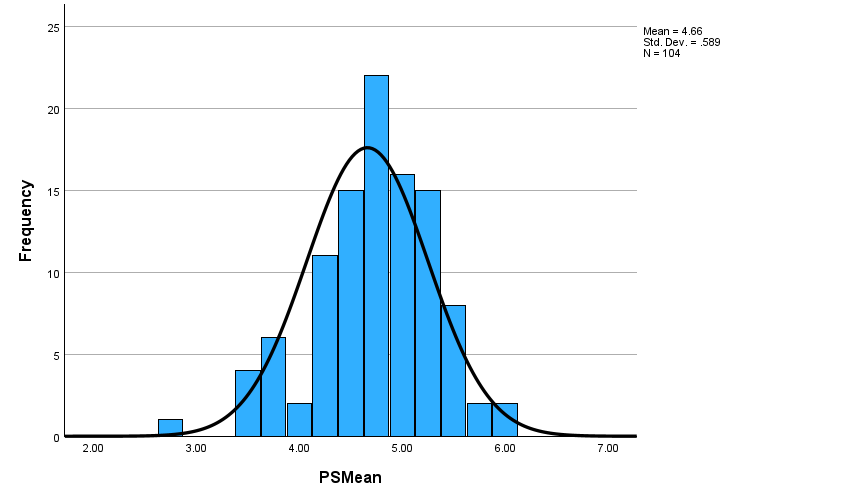 25
20
15
10
5
0
Frequency
2.00 3.00 4.00 5.00 6.00 7.00
PSMean
Mean = 4.66
Std. Dev. = .589
N = 104